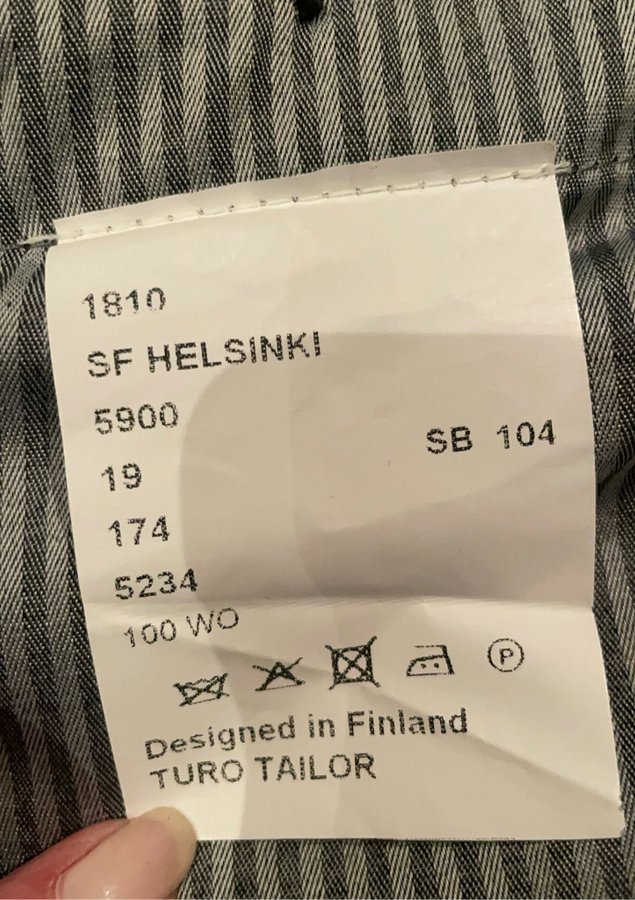 1810
SF HELSINKI
5900
SB 104
19
174
5234
100 WO
P
Designed in Finland
TURO TAILOR